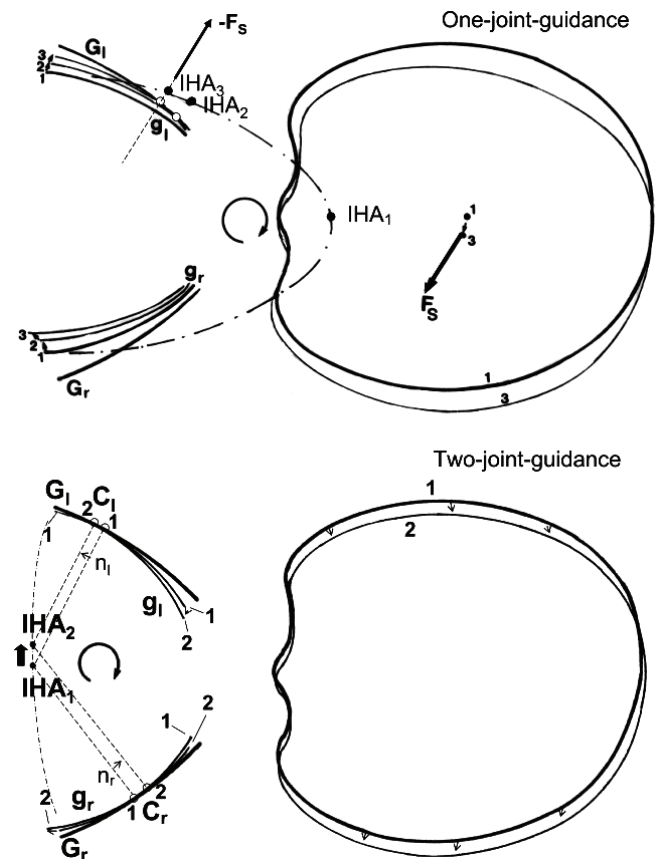 One-joint-guidance
-Fₛ
Gₗ
3
2
1
IHA₃
IHA₂
gₗ
IHA₁
1
3
Fₛ
gᵣ
3
2
1
Gᵣ
1
3
Two-joint-guidance
Gₗ
2
Cₗ
1
1
nₗ
gₗ
1
2
IHA₂
IHA₁
1
2
2
nᵣ
gᵣ
1
2
Cᵣ
Gᵣ
1
2